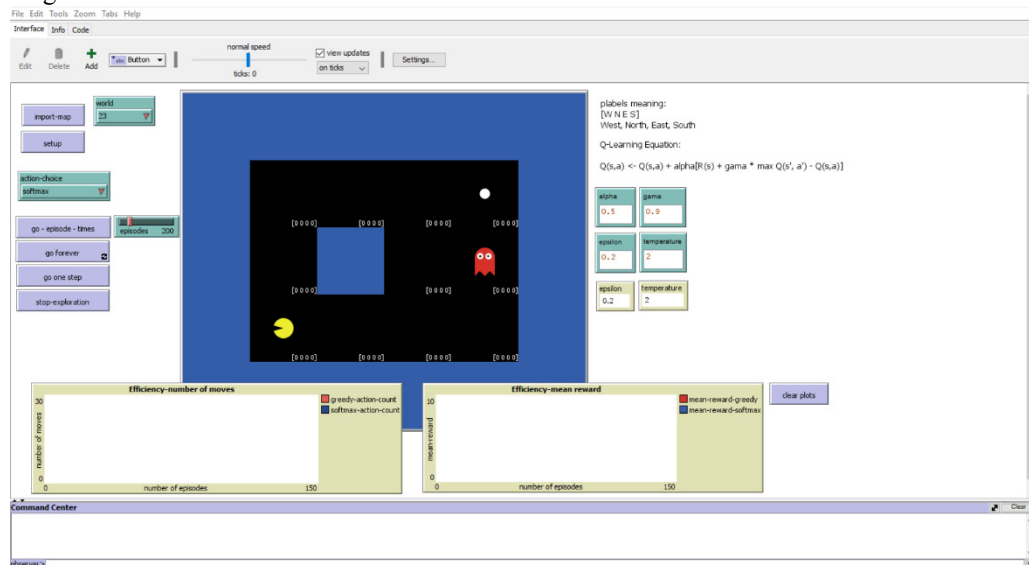 File Edit Tools Zoom Tabs Help
Interface Info Code
Edit Delete Add abc Button normal speed view updates
ticks: 0 on ticks Settings...
import-map
world
23
setup
action-choice
softmax
go - episode - times
episodes 200
go forever
go one step
stop-exploration
[0 0 0 0] [0 0 0 0] [0 0 0 0] [0 0 0 0]
[0 0 0 0] [0 0 0 0] [0 0 0 0]
[0 0 0 0] [0 0 0 0] [0 0 0 0] [0 0 0 0]
plabels meaning:
[W N E S]
West, North, East, South
Q-Learning Equation:
Q(s,a) <- Q(s,a) + alpha[R(s) + gama * max Q(s', a') - Q(s,a)]
alpha gama
0.5 0.9
epsilon temperature
0.2 2
epsilon temperature
0.2 2
Efficiency-number of moves
30
number of moves
0
0 number of episodes 150
greedy-action-count
softmax-action-count
Efficiency-mean reward
10
mean-reward
0
0 number of episodes 150
mean-reward-greedy
mean-reward-softmax
clear plots
Command Center Clear
observer>